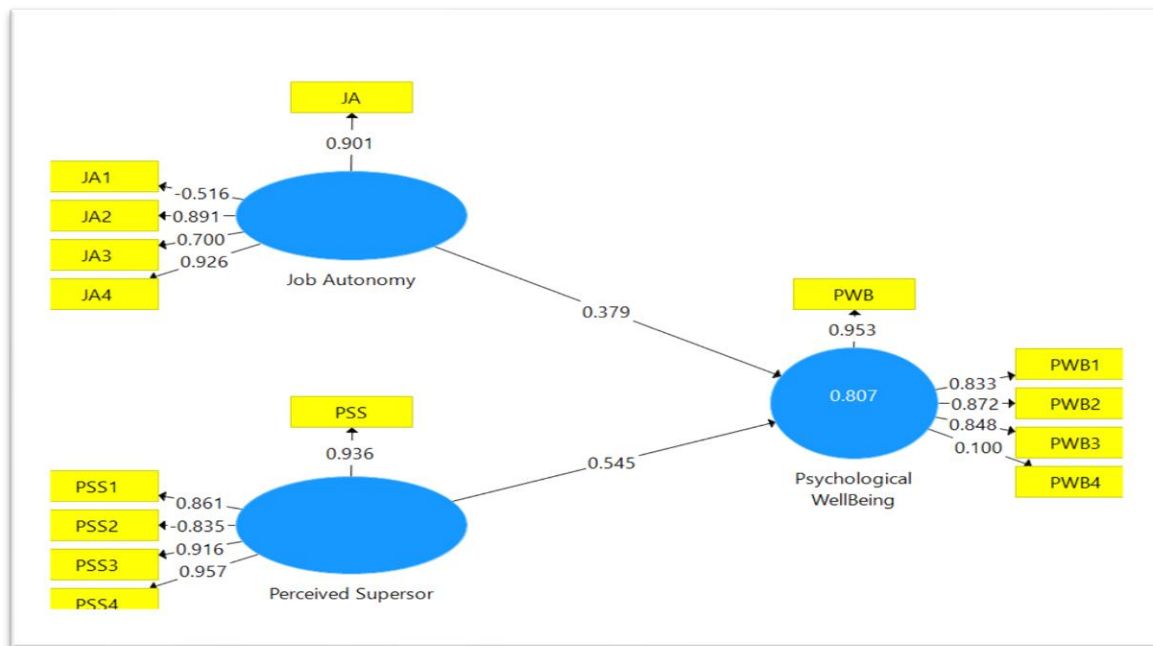 JA
0.901
JA1
-0.516
JA2
0.891
JA3
0.700
JA4
0.926
Job Autonomy
0.379
PWB
0.953
0.807
PWB1
0.833
PWB2
0.872
PWB3
0.848
PWB4
0.100
Psychological
WellBeing
PSS
0.936
0.545
PSS1
0.861
PSS2
-0.835
PSS3
0.916
PSS4
0.957
Perceived Supersor